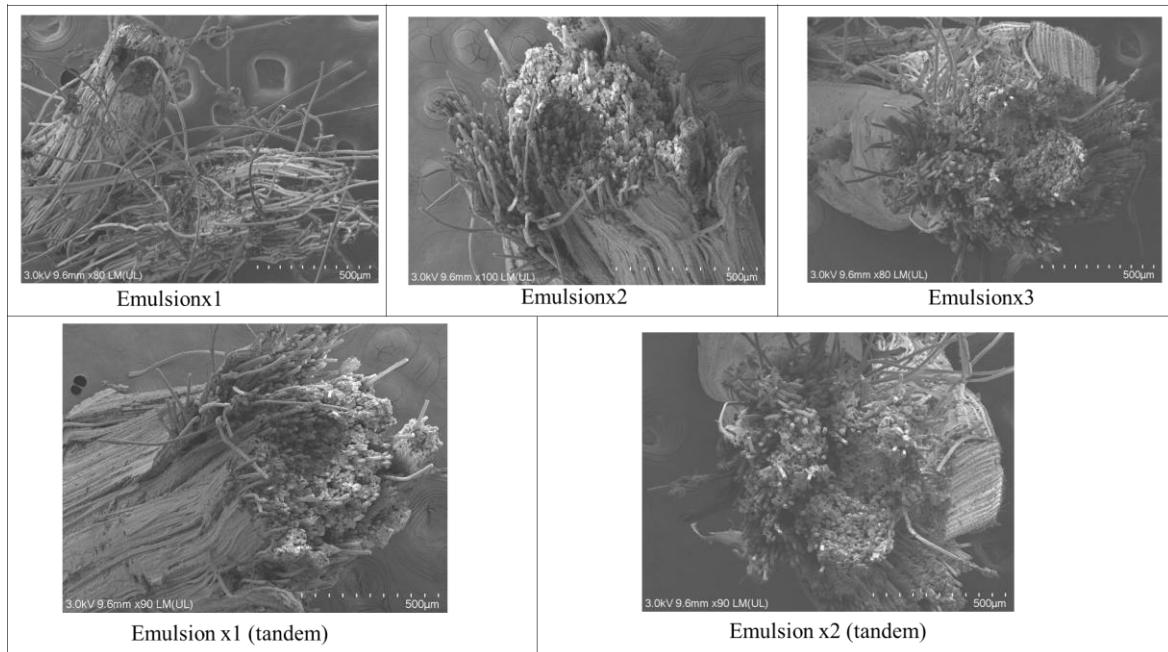 3.0kV 9.6mm x80 LM(UL) 500µm
Emulsionx1
3.0kV 9.6mm x100 LM(UL) 500µm
Emulsionx2
3.0kV 9.6mm x80 LM(UL) 500µm
Emulsionx3
3.0kV 9.6mm x90 LM(UL) 500µm
Emulsion x1 (tandem)
3.0kV 9.6mm x90 LM(UL) 500µm
Emulsion x2 (tandem)